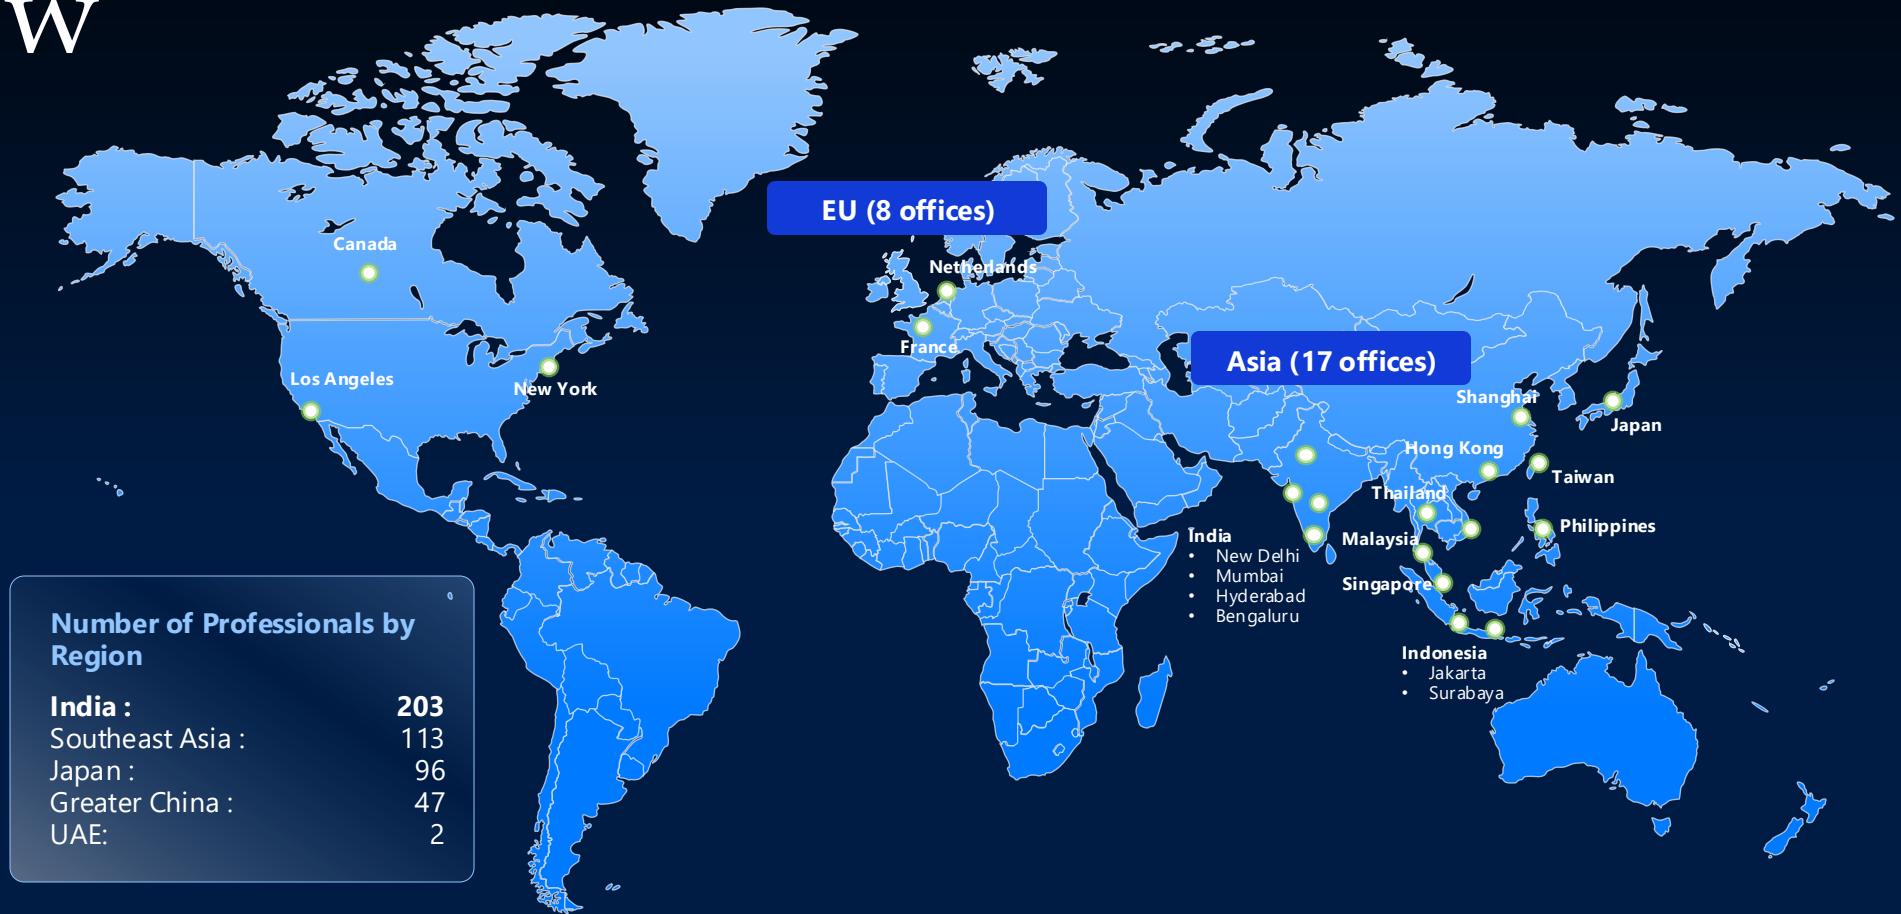 W
EU (8 offices)
Canada
Netherlands
France
Asia (17 offices)
Los Angeles
New York
Shanghai
Japan
Hong Kong
Taiwan
Thailand
Philippines
Malaysia
Singapore
India
• New Delhi
• Mumbai
• Hyderabad
• Bengaluru
Indonesia
• Jakarta
• Surabaya
Number of Professionals by
Region
India : 203
Southeast Asia : 113
Japan : 96
Greater China : 47
UAE: 2